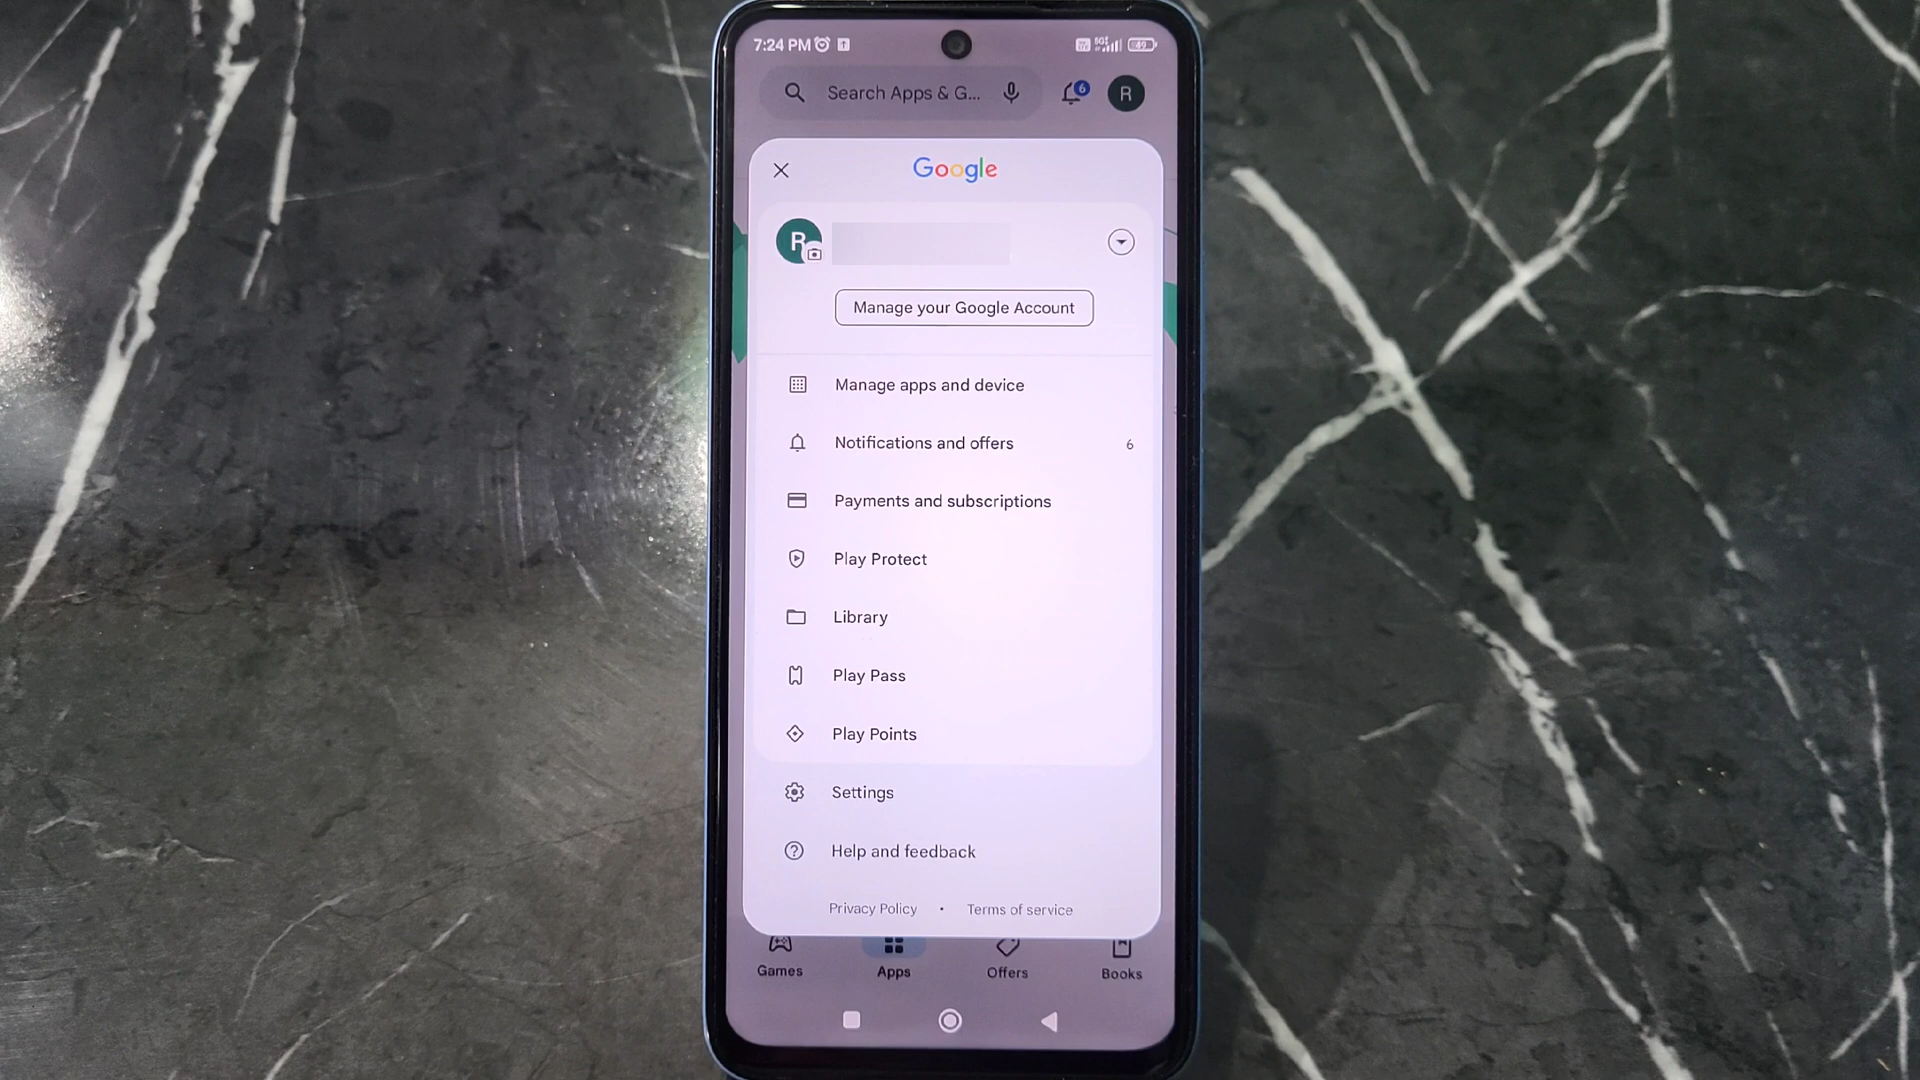 7:24 PM 5G 49
Search Apps & G... 6 R
Google
R
Manage your Google Account
Manage apps and device
Notifications and offers 6
Payments and subscriptions
Play Protect
Library
Play Pass
Play Points
Settings
Help and feedback
Privacy Policy • Terms of service
Games Apps Offers Books